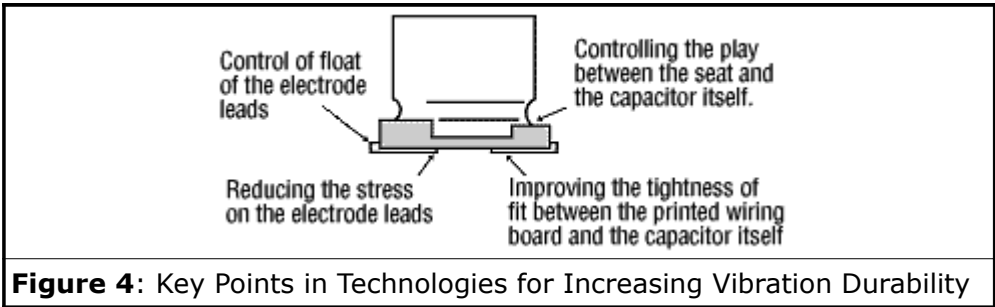 Control of float
of the electrode
leads
Controlling the play
between the seat and
the capacitor itself.
Reducing the stress
on the electrode leads
Improving the tightness of
fit between the printed wiring
board and the capacitor itself
Figure 4: Key Points in Technologies for Increasing Vibration Durability